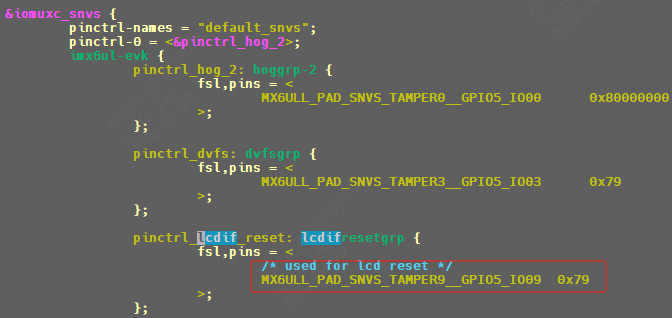 &iomuxc_snvs {
pinctrl-names = "default_snvs";
pinctrl-0 = <&pinctrl_hog_2>;
imx6ul-evk {
pinctrl_hog_2: hoggrp-2 {
fsl,pins = <
MX6ULL_PAD_SNVS_TAMPER0__GPIO5_IO00 0x80000000
>;
};
pinctrl_dvfs: dvfsgrp {
fsl,pins = <
MX6ULL_PAD_SNVS_TAMPER3__GPIO5_IO03 0x79
>;
};
pinctrl_lcdif_reset: lcdifresetgrp {
fsl,pins = <
/* used for lcd reset */
MX6ULL_PAD_SNVS_TAMPER9__GPIO5_IO09 0x79
>;
};